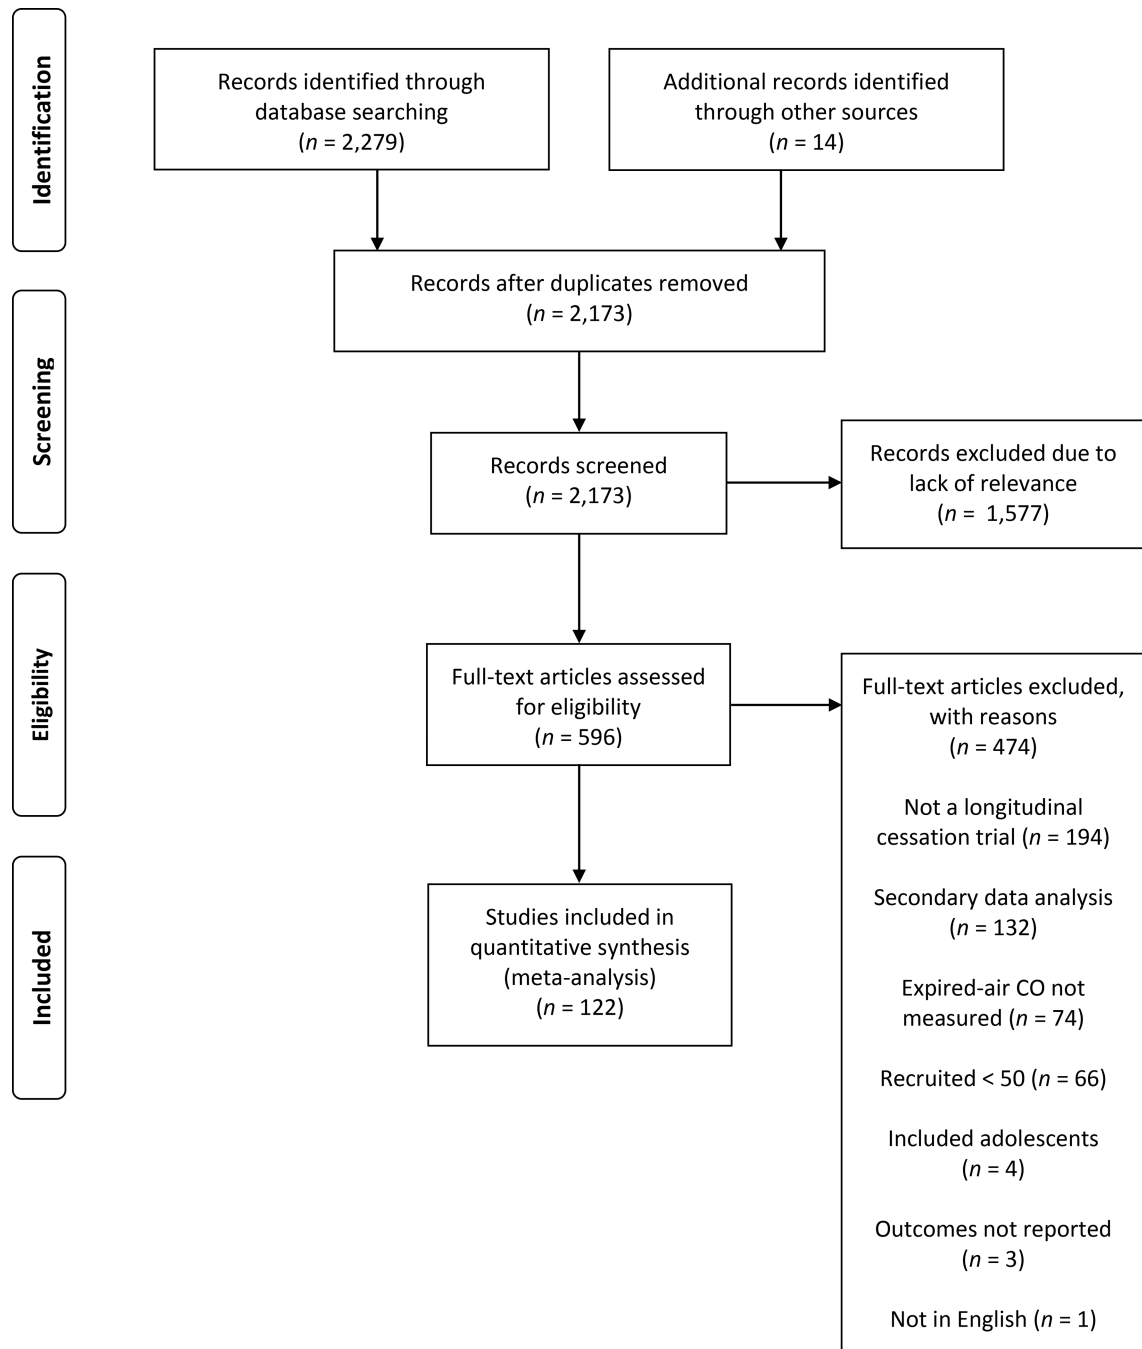 Identification
Records identified through
database searching
(n = 2,279)
Additional records identified
through other sources
(n = 14)
Records after duplicates removed
(n = 2,173)
Screening
Records screened
(n = 2,173)
Records excluded due to
lack of relevance
(n = 1,577)
Eligibility
Full-text articles assessed
for eligibility
(n = 596)
Full-text articles excluded,
with reasons
(n = 474)
Not a longitudinal
cessation trial (n = 194)
Secondary data analysis
(n = 132)
Expired-air CO not
measured (n = 74)
Recruited < 50 (n = 66)
Included adolescents
(n = 4)
Outcomes not reported
(n = 3)
Not in English (n = 1)
Included
Studies included in
quantitative synthesis
(meta-analysis)
(n = 122)